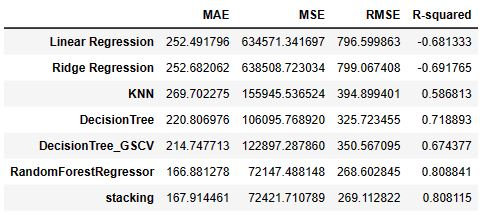 MAE MSE RMSE R-squared
Linear Regression 252.491796 634571.341697 796.599863 -0.681333
Ridge Regression 252.682062 638508.723034 799.067408 -0.691765
KNN 269.702275 155945.536524 394.899401 0.586813
DecisionTree 220.806976 106095.768920 325.723455 0.718893
DecisionTree_GSCV 214.747713 122897.287860 350.567095 0.674377
RandomForestRegressor 166.881278 72147.488148 268.602845 0.808841
stacking 167.914461 72421.710789 269.112822 0.808115